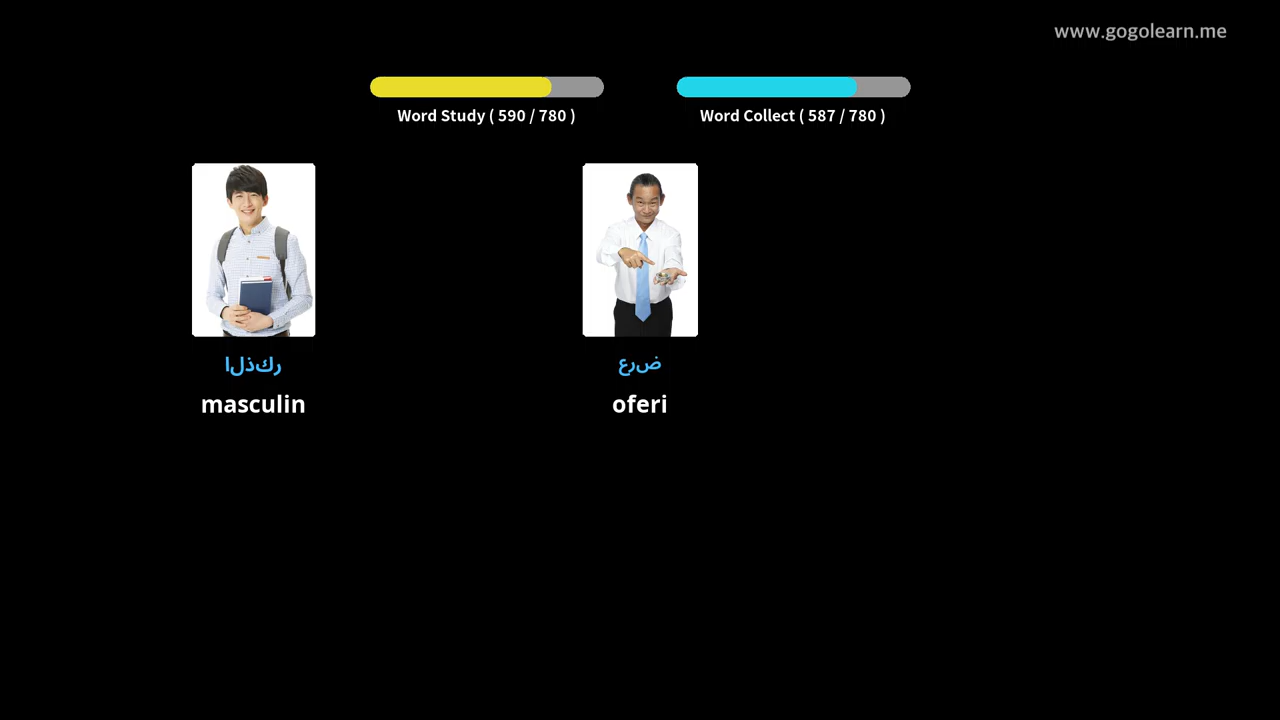 www.gogolearn.me
Word Study ( 590 / 780 )
Word Collect ( 587 / 780 )
الذكر
عرض
masculin
oferi